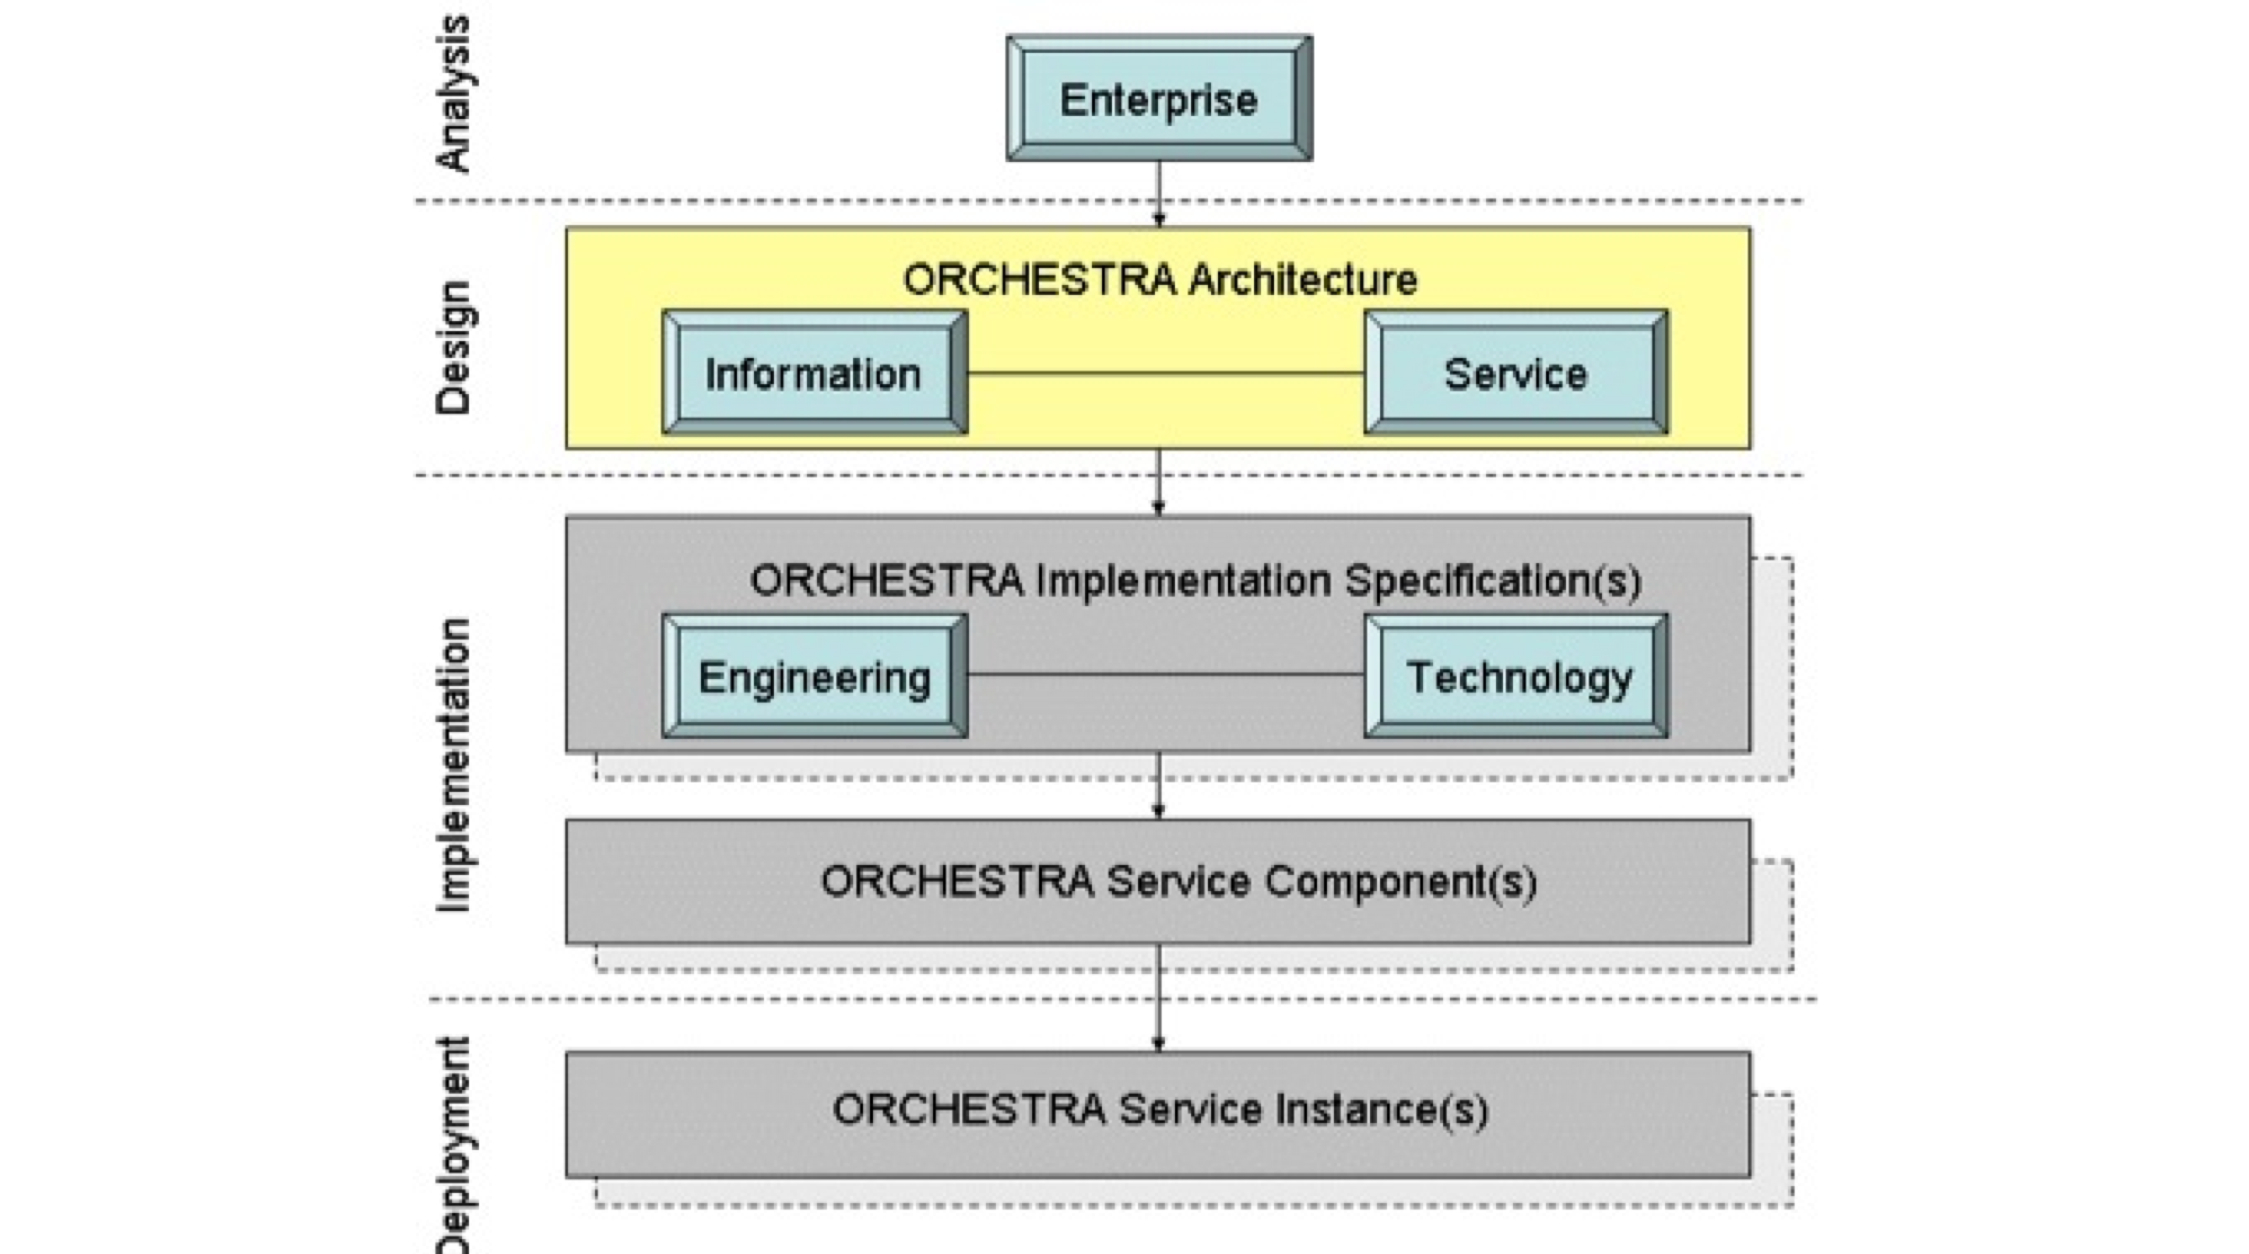 Analysis
Enterprise
Design
ORCHESTRA Architecture
Information
Service
Implementation
ORCHESTRA Implementation Specification(s)
Engineering
Technology
ORCHESTRA Service Component(s)
Deployment
ORCHESTRA Service Instance(s)